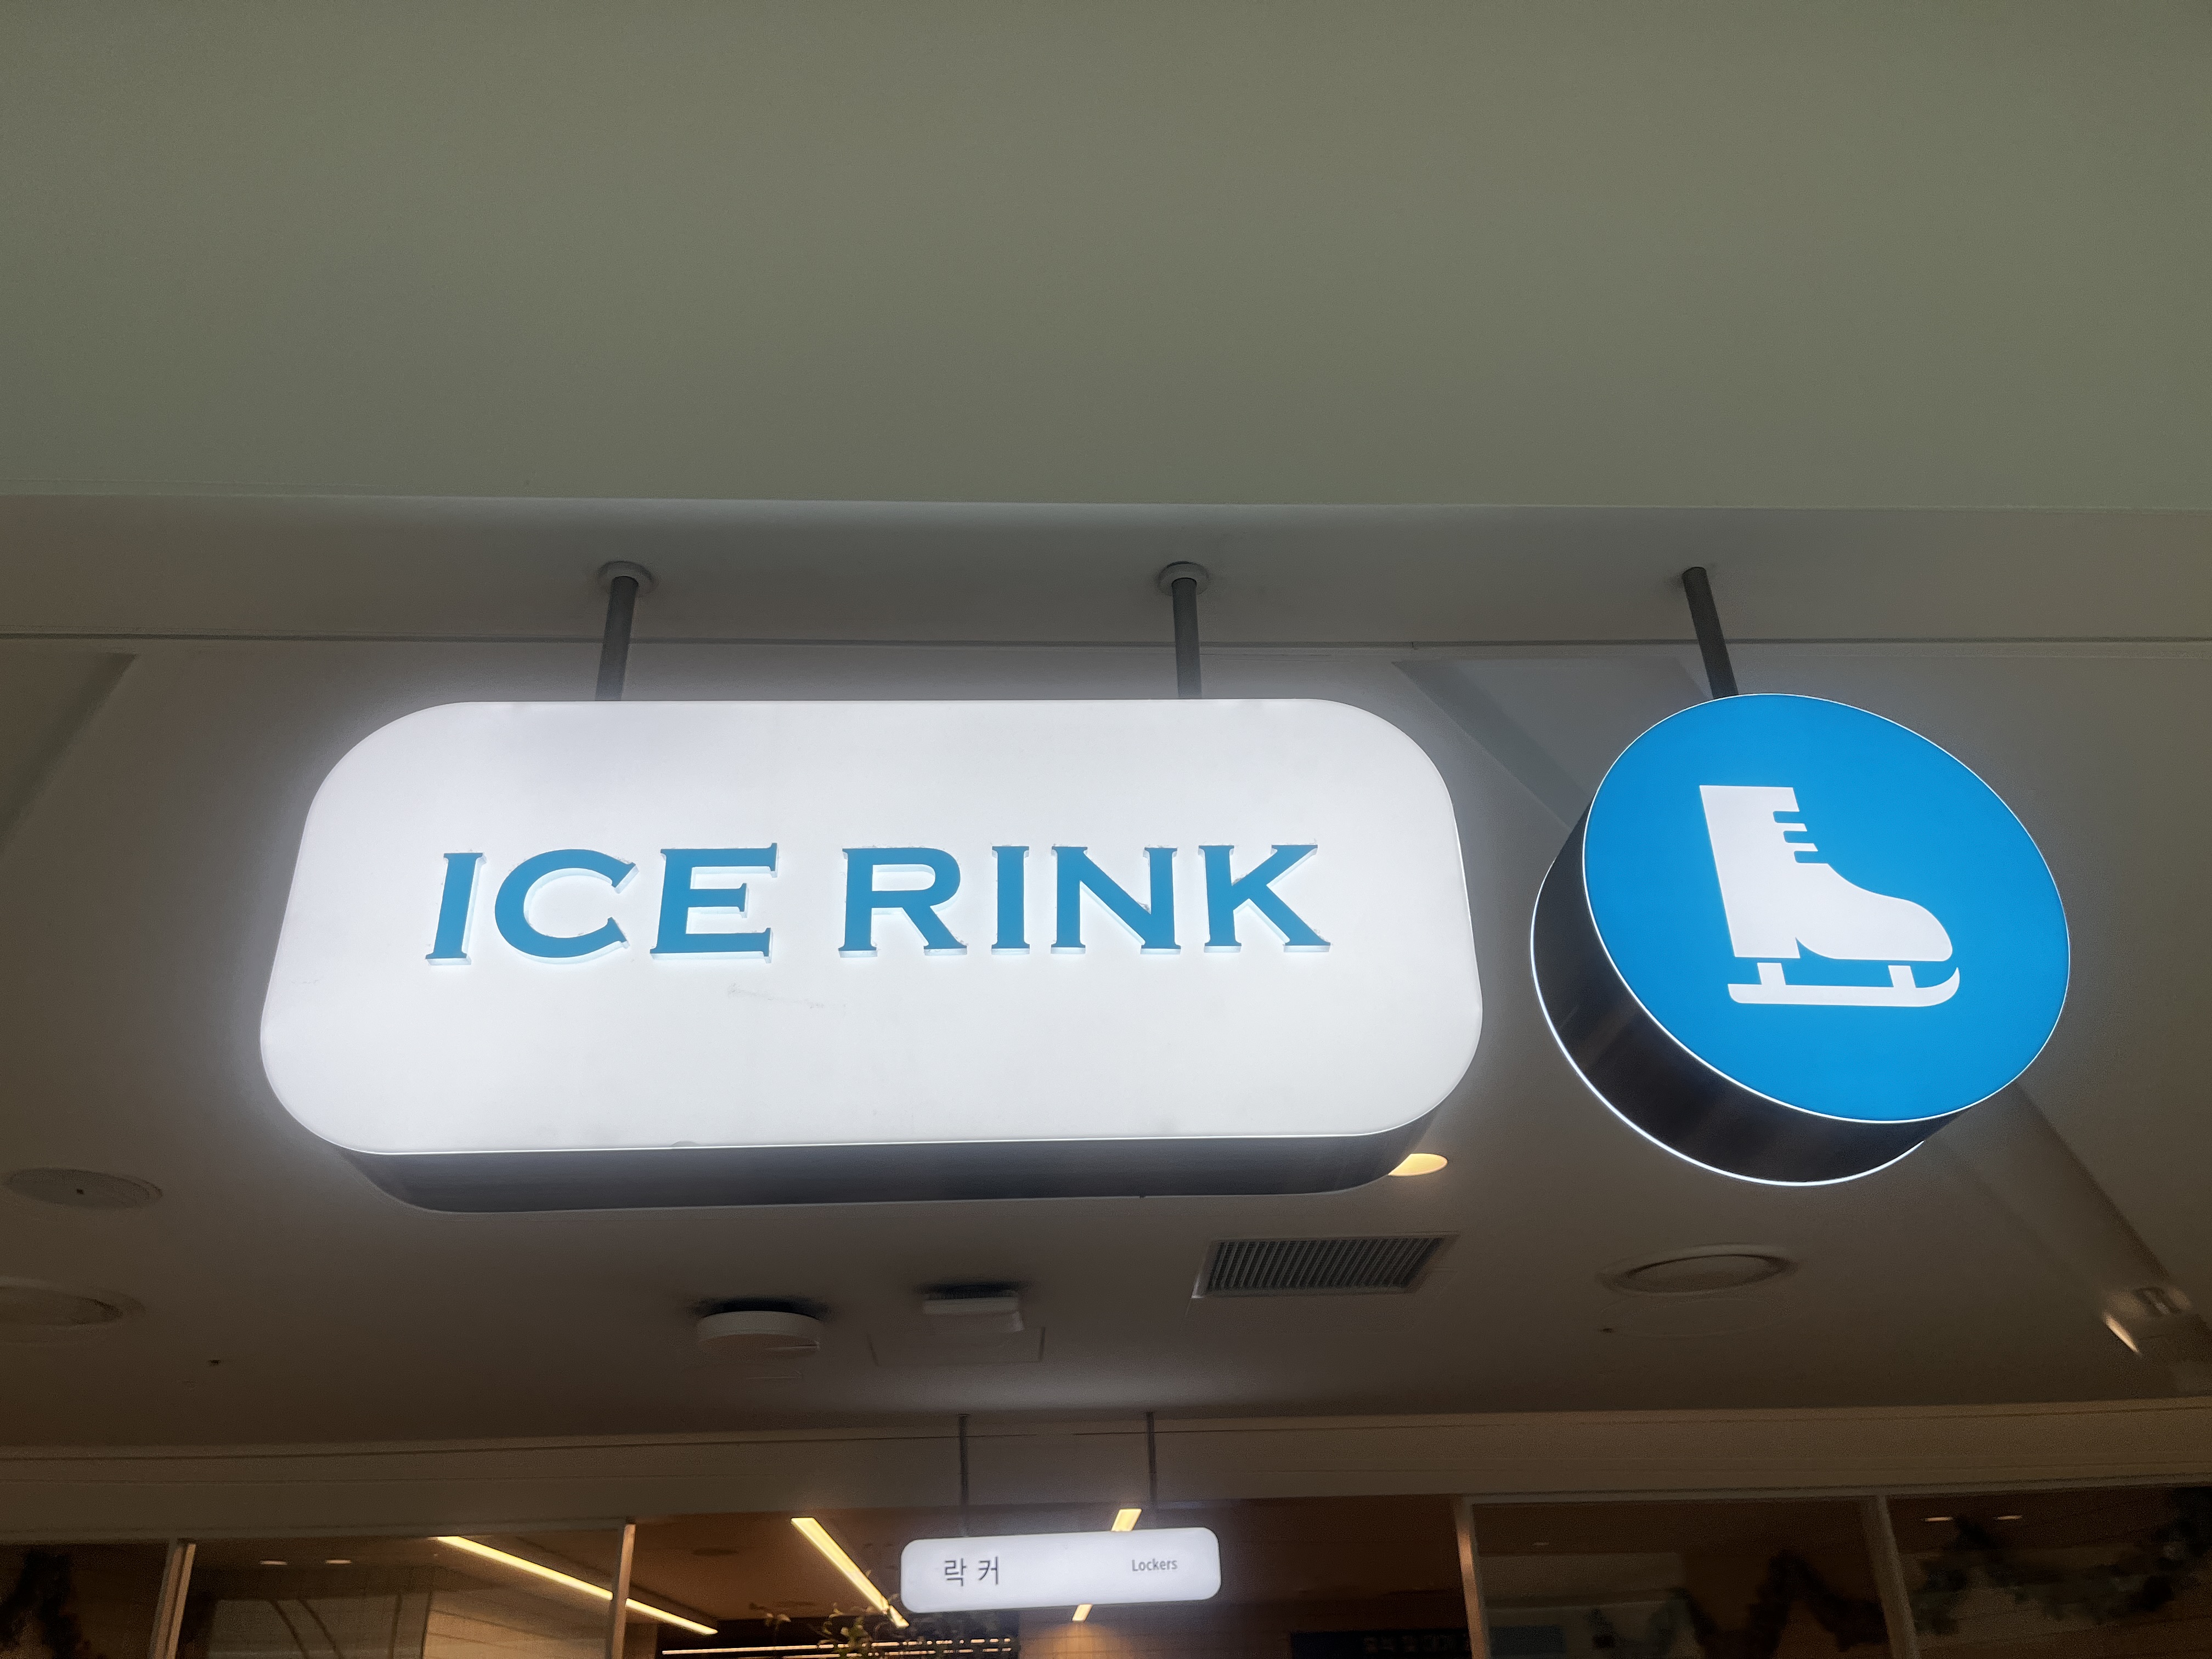 ICE RINK
락 커 Lockers